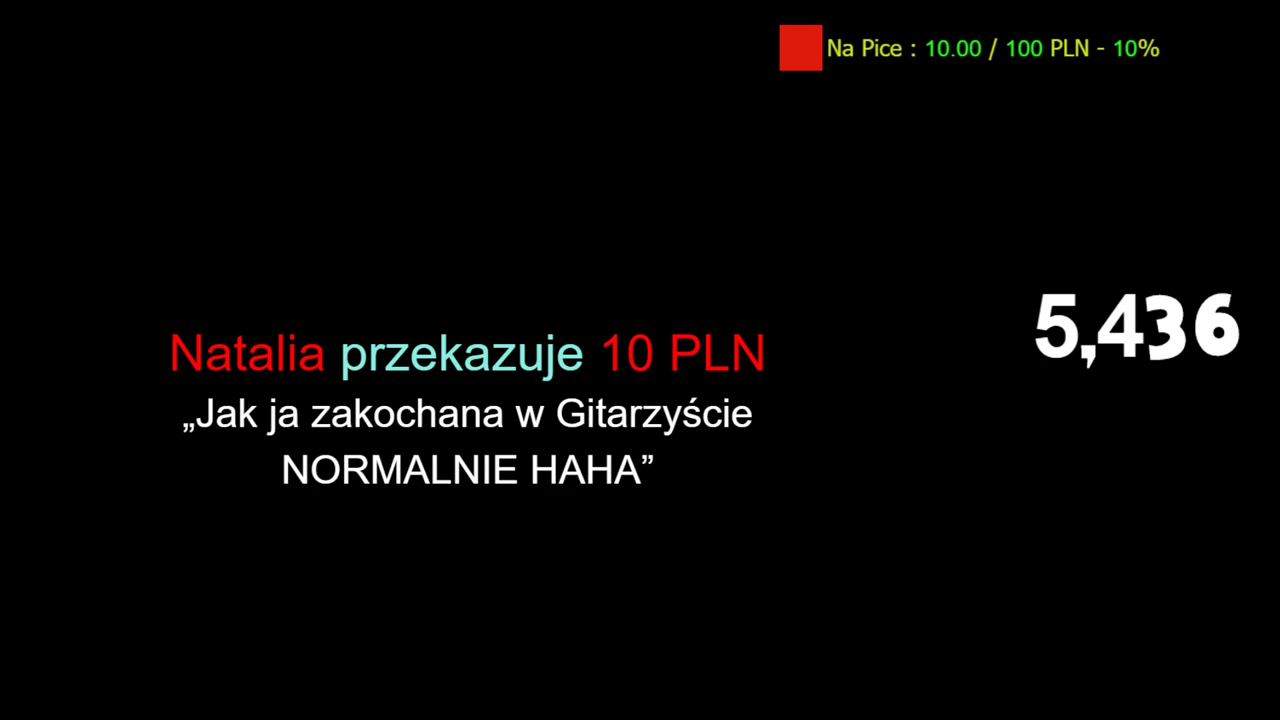 Na Pice : 10.00 / 100 PLN - 10%
5,436
Natalia przekazuje 10 PLN
„Jak ja zakochana w Gitarzyście
NORMALNIE HAHA”